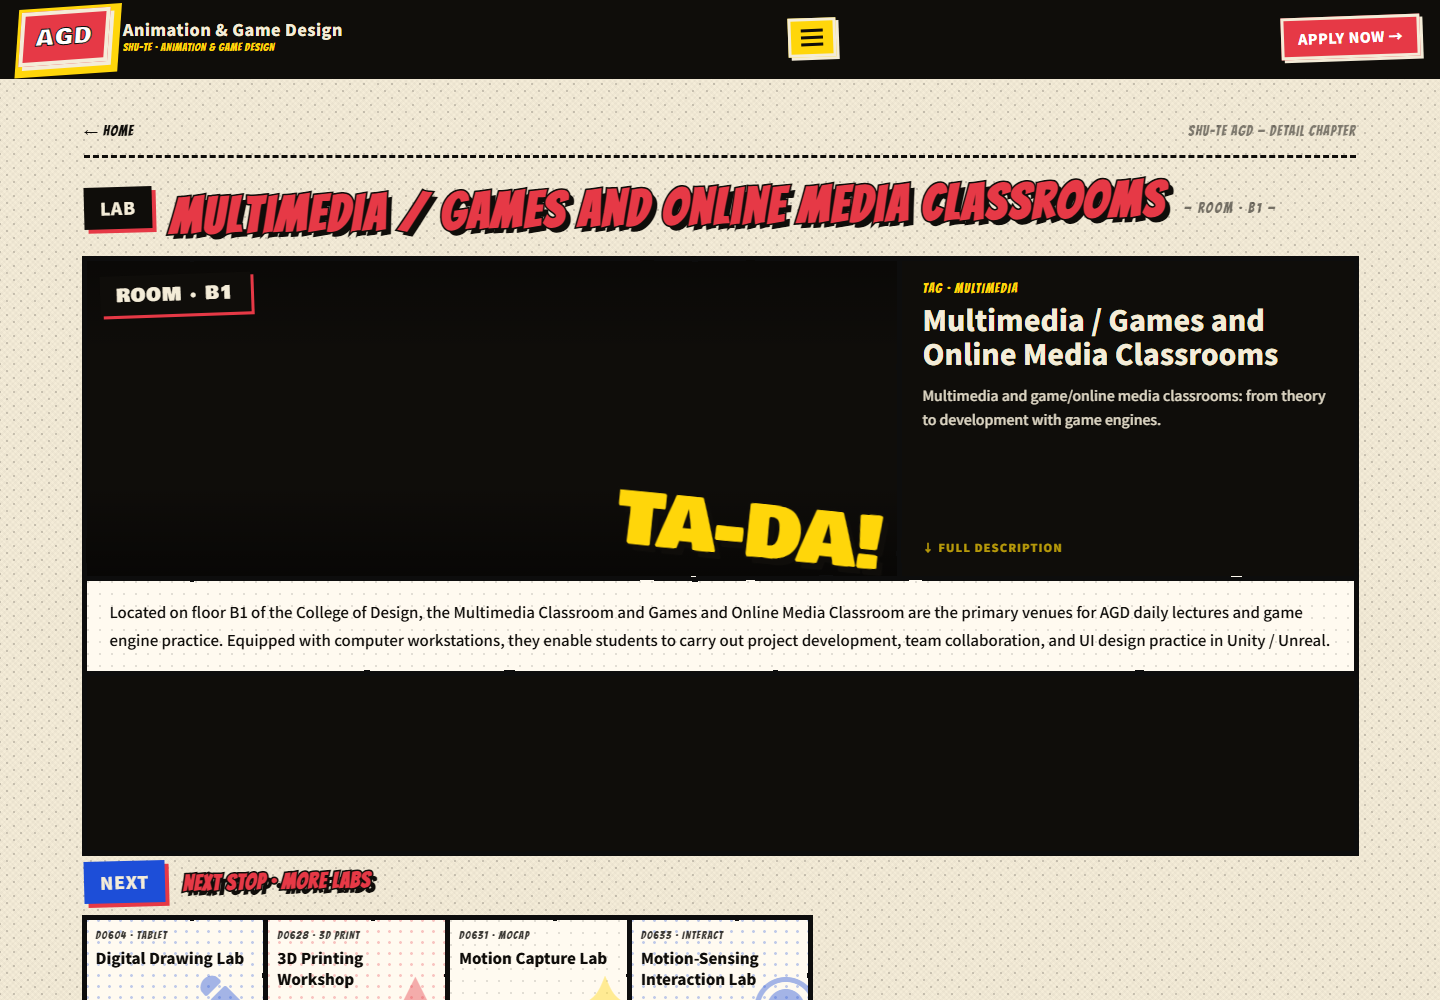 AGD
Animation & Game Design
SHU-TE · ANIMATION & GAME DESIGN
APPLY NOW →
← HOME
SHU-TE AGD — DETAIL CHAPTER
LAB
MULTIMEDIA / GAMES AND ONLINE MEDIA CLASSROOMS
— ROOM · B1 —
ROOM · B1
TAG · MULTIMEDIA
Multimedia / Games and
Online Media Classrooms
Multimedia and game/online media classrooms: from theory
to development with game engines.
TA-DA!
↓ FULL DESCRIPTION
Located on floor B1 of the College of Design, the Multimedia Classroom and Games and Online Media Classroom are the primary venues for AGD daily lectures and game
engine practice. Equipped with computer workstations, they enable students to carry out project development, team collaboration, and UI design practice in Unity / Unreal.
NEXT
NEXT STOP · MORE LABS
D0604 · TABLET
Digital Drawing Lab
D0628 · 3D PRINT
3D Printing
Workshop
D0631 · MOCAP
Motion Capture Lab
D0633 · INTERACT
Motion-Sensing
Interaction Lab